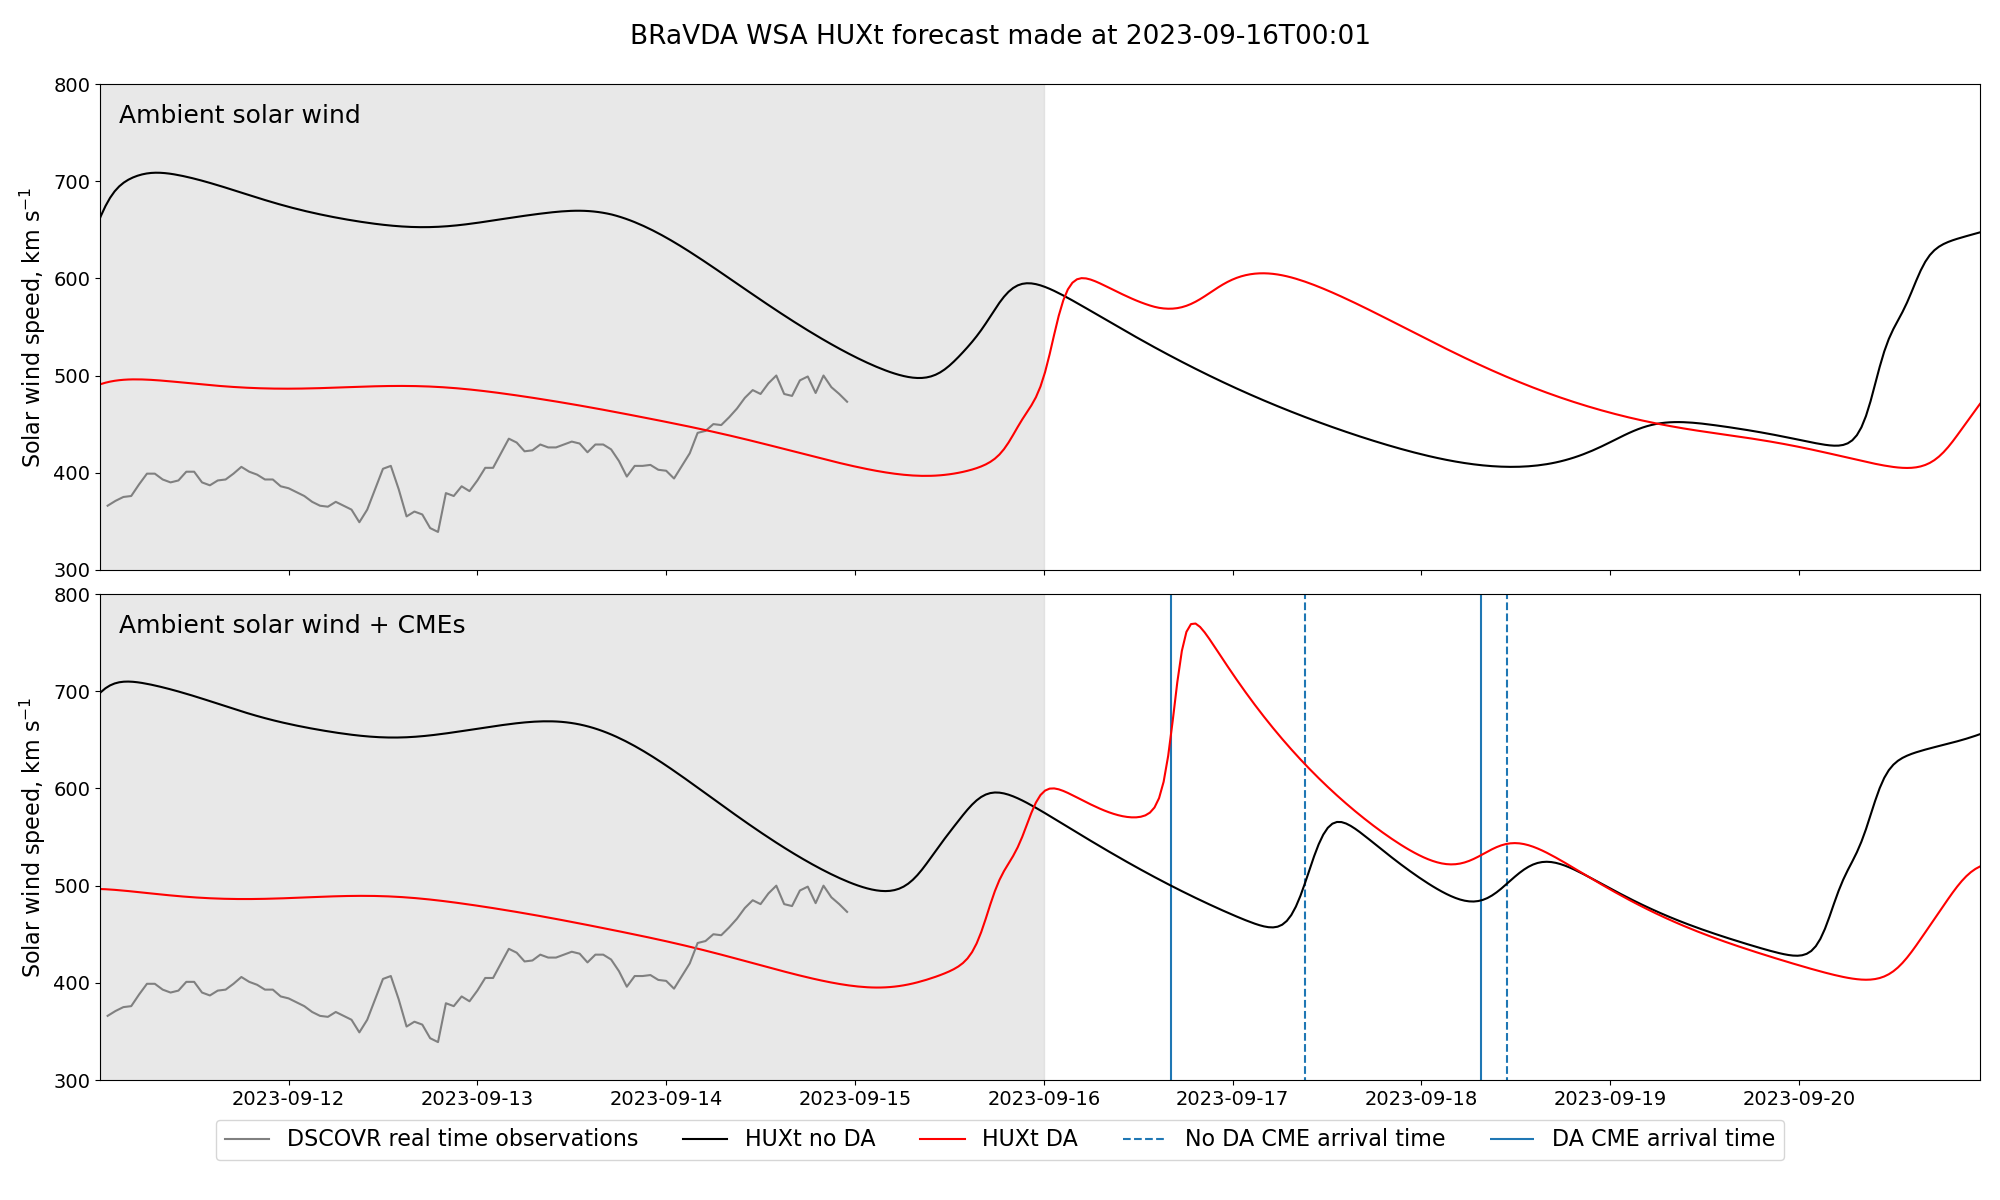 BRaVDA WSA HUXt forecast made at 2023-09-16T00:01
800
700
600
500
400
300
Solar wind speed, km s⁻¹
Ambient solar wind
800
700
600
500
400
300
Solar wind speed, km s⁻¹
Ambient solar wind + CMEs
2023-09-12 2023-09-13 2023-09-14 2023-09-15 2023-09-16 2023-09-17 2023-09-18 2023-09-19 2023-09-20
DSCOVR real time observations HUXt no DA HUXt DA No DA CME arrival time DA CME arrival time